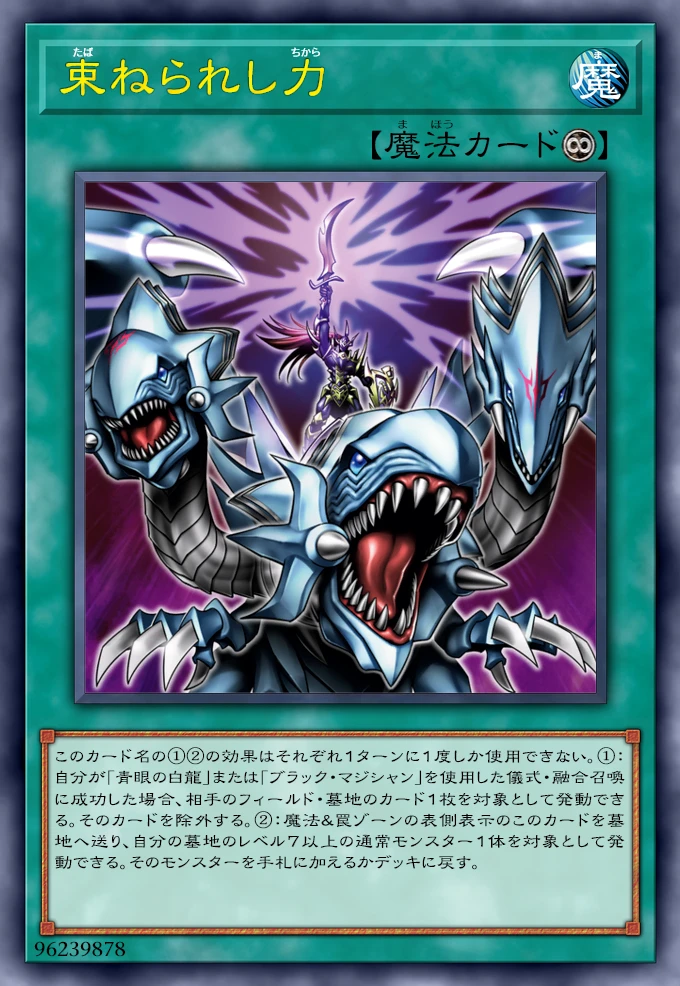 束ねられし力
たば ちから
魔
ま
【魔法カード】
ま ほう
このカード名の①②の効果はそれぞれ1ターンに1度しか使用できない。①：
自分が「青眼の白龍」または「ブラック・マジシャン」を使用した儀式・融合召喚
に成功した場合、相手のフィールド・墓地のカード1枚を対象として発動でき
る。そのカードを除外する。②：魔法&罠ゾーンの表側表示のこのカードを墓
地へ送り、自分の墓地のレベル7以上の通常モンスター1体を対象として発
動できる。そのモンスターを手札に加えるかデッキに戻す。
96239878